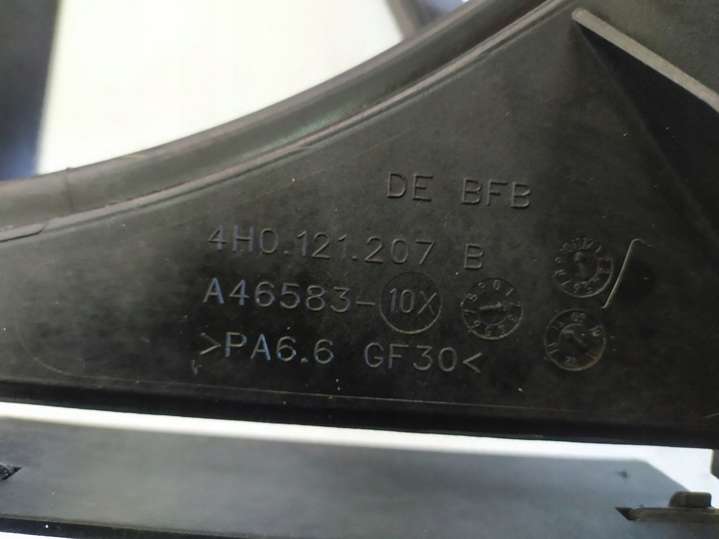 DE BFB
4H0.121.207 B
A46583-10X
>PA6.6 GF30<